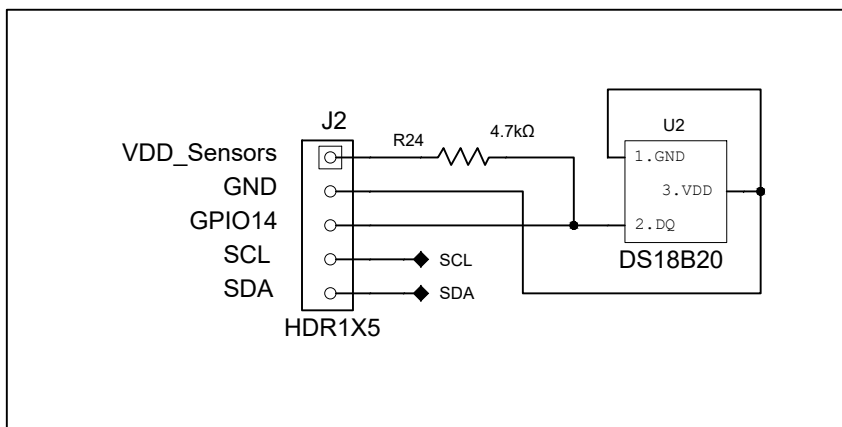 J2
R24
4.7kΩ
U2
VDD_Sensors
1.GND
GND
3.VDD
GPIO14
2.DQ
SCL
SCL
DS18B20
SDA
SDA
HDR1X5